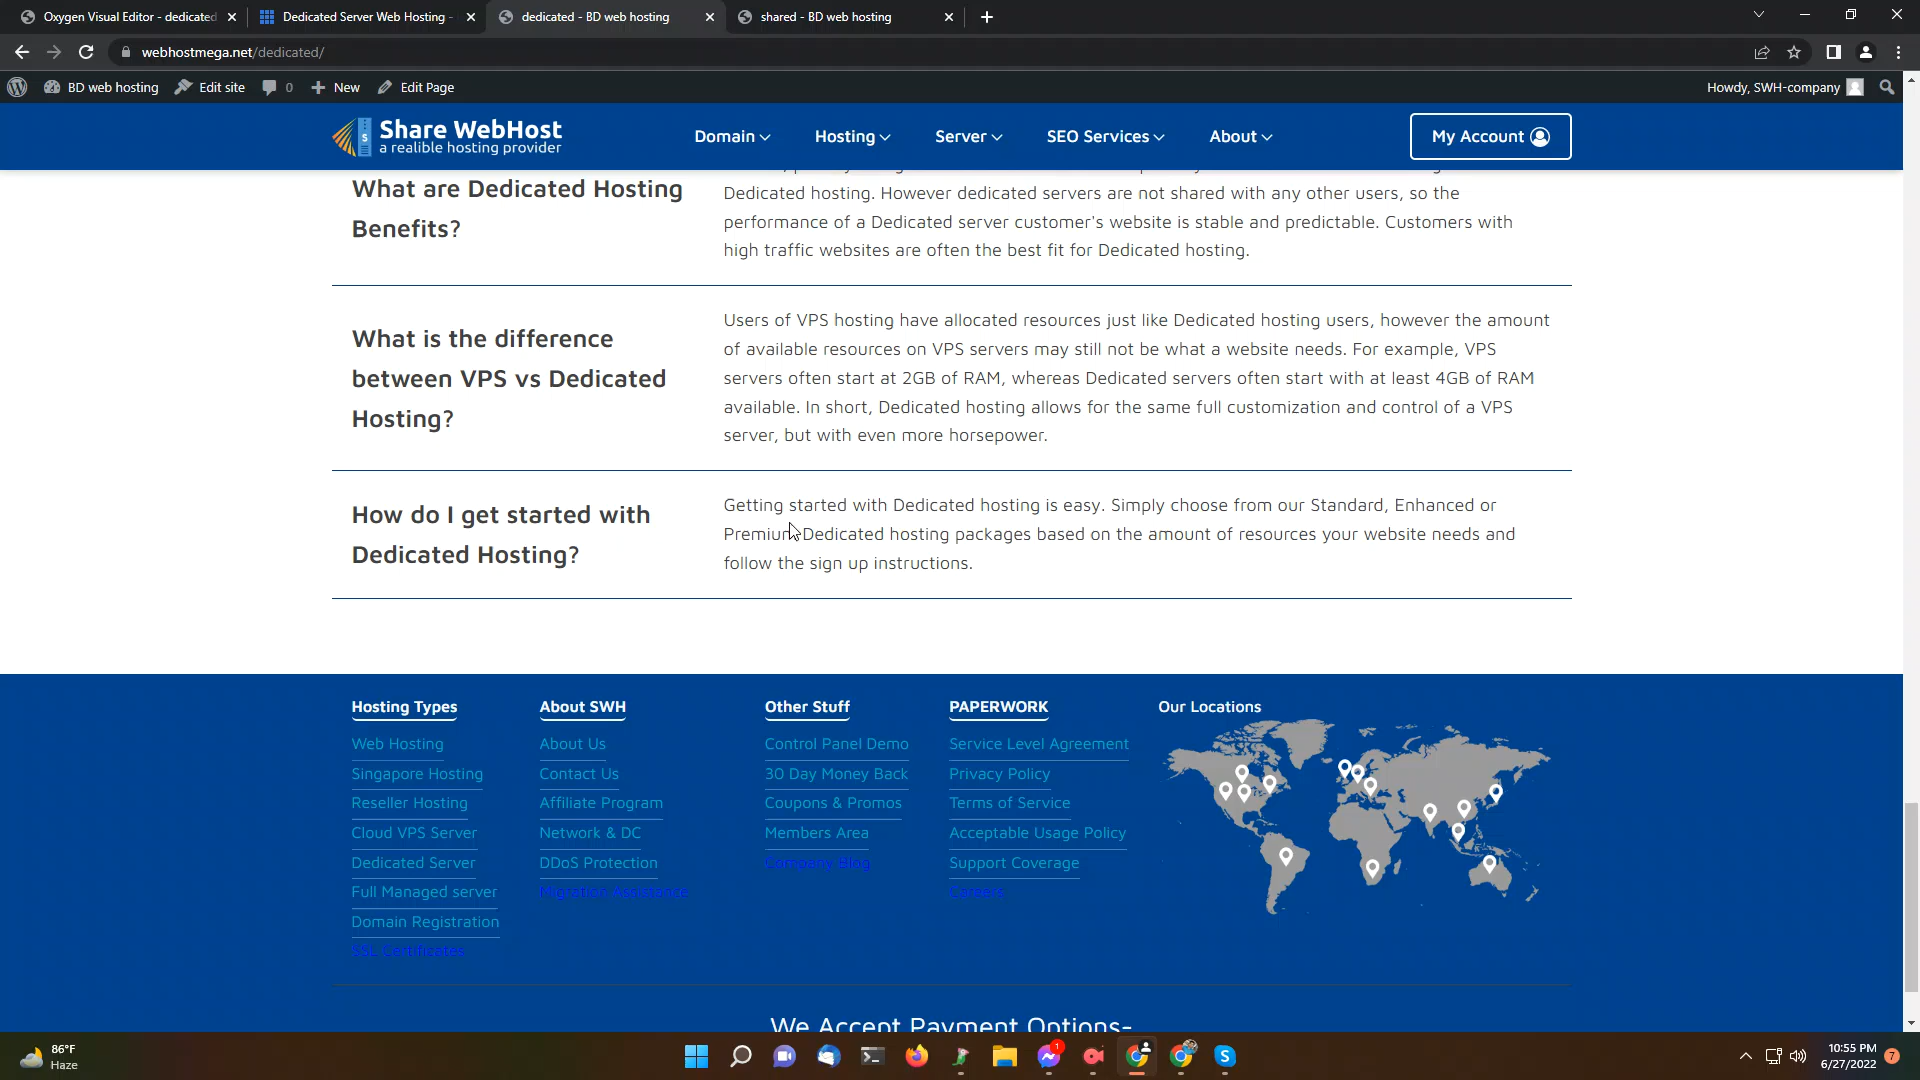 Oxygen Visual Editor - dedicated
Dedicated Server Web Hosting -
dedicated - BD web hosting
shared - BD web hosting
webhostmega.net/dedicated/
BD web hosting
Edit site
0
New
Edit Page
Howdy, SWH-company
Share WebHost
a realible hosting provider
Domain
Hosting
Server
SEO Services
About
My Account
What are Dedicated Hosting
Benefits?
Dedicated hosting. However dedicated servers are not shared with any other users, so the
performance of a Dedicated server customer's website is stable and predictable. Customers with
high traffic websites are often the best fit for Dedicated hosting.
What is the difference
between VPS vs Dedicated
Hosting?
Users of VPS hosting have allocated resources just like Dedicated hosting users, however the amount
of available resources on VPS servers may still not be what a website needs. For example, VPS
servers often start at 2GB of RAM, whereas Dedicated servers often start with at least 4GB of RAM
available. In short, Dedicated hosting allows for the same full customization and control of a VPS
server, but with even more horsepower.
How do I get started with
Dedicated Hosting?
Getting started with Dedicated hosting is easy. Simply choose from our Standard, Enhanced or
Premium Dedicated hosting packages based on the amount of resources your website needs and
follow the sign up instructions.
Hosting Types
Web Hosting
Singapore Hosting
Reseller Hosting
Cloud VPS Server
Dedicated Server
Full Managed server
Domain Registration
SSL Certificates
About SWH
About Us
Contact Us
Affiliate Program
Network & DC
DDoS Protection
Migration Assistance
Other Stuff
Control Panel Demo
30 Day Money Back
Coupons & Promos
Members Area
Company Blog
PAPERWORK
Service Level Agreement
Privacy Policy
Terms of Service
Acceptable Usage Policy
Support Coverage
Careers
Our Locations
We Accept Payment Options-
86°F
Haze
1
10:55 PM
6/27/2022
7